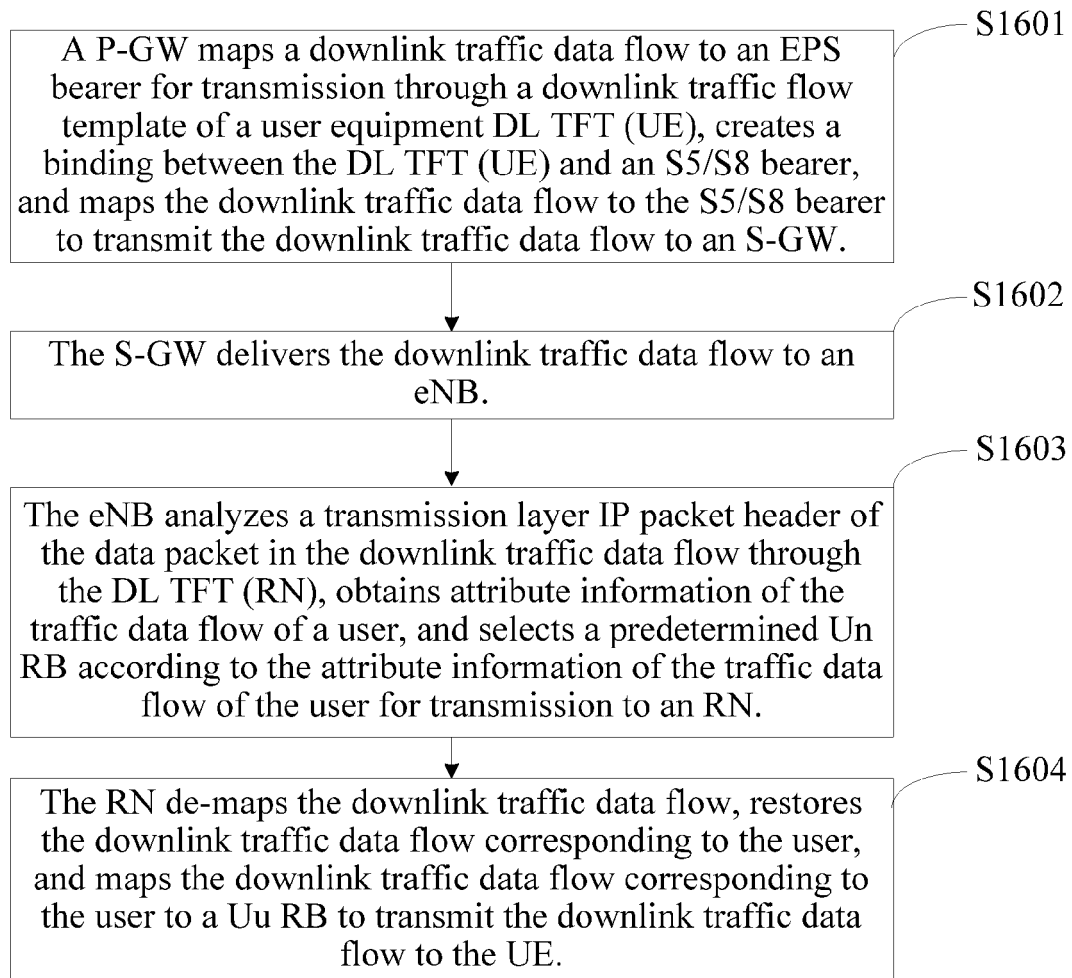 S1601
A P-GW maps a downlink traffic data flow to an EPS
bearer for transmission through a downlink traffic flow
template of a user equipment DL TFT (UE), creates a
binding between the DL TFT (UE) and an S5/S8 bearer,
and maps the downlink traffic data flow to the S5/S8 bearer
to transmit the downlink traffic data flow to an S-GW.
S1602
The S-GW delivers the downlink traffic data flow to an
eNB.
S1603
The eNB analyzes a transmission layer IP packet header of
the data packet in the downlink traffic data flow through
the DL TFT (RN), obtains attribute information of the
traffic data flow of a user, and selects a predetermined Un
RB according to the attribute information of the traffic data
flow of the user for transmission to an RN.
S1604
The RN de-maps the downlink traffic data flow, restores
the downlink traffic data flow corresponding to the user,
and maps the downlink traffic data flow corresponding to
the user to a Uu RB to transmit the downlink traffic data
flow to the UE.